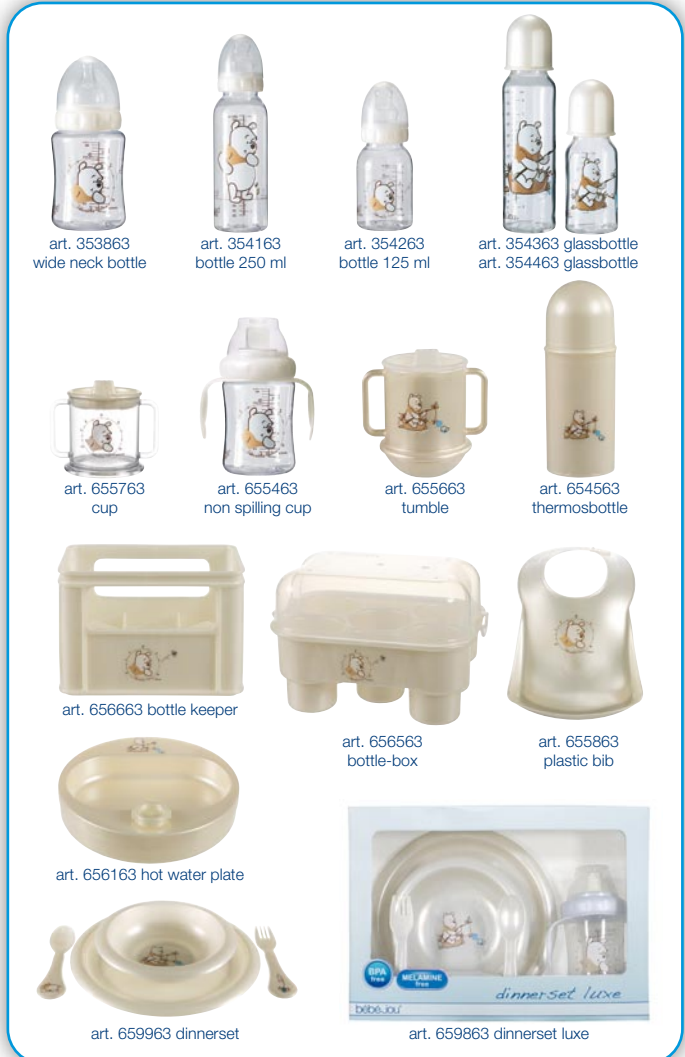 art. 353863
wide neck bottle
art. 354163
bottle 250 ml
art. 354263
bottle 125 ml
art. 354363 glassbottle
art. 354463 glassbottle
art. 655763
cup
art. 655463
non spilling cup
art. 655663
tumble
art. 654563
thermosbottle
art. 656663 bottle keeper
art. 656563
bottle-box
art. 655863
plastic bib
art. 656163 hot water plate
BPA
free
MELAMINE
free
dinnerset luxe
bébé-jou
art. 659963 dinnerset
art. 659863 dinnerset luxe